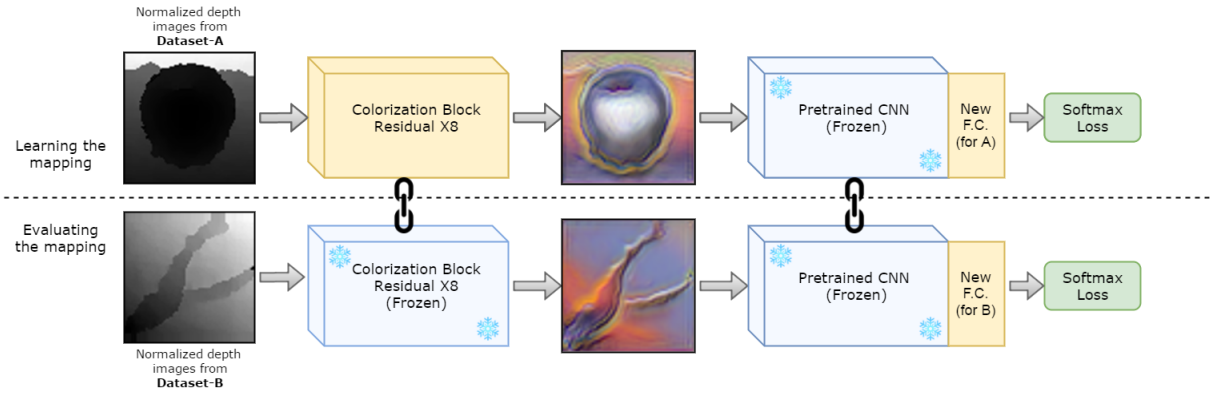 Normalized depth
images from
Dataset-A
Learning the
mapping
Colorization Block
Residual X8
Pretrained CNN
(Frozen)
New
F.C.
(for A)
Softmax
Loss
Evaluating
the mapping
Colorization Block
Residual X8
(Frozen)
Pretrained CNN
(Frozen)
New
F.C.
(for B)
Softmax
Loss
Normalized depth
images from
Dataset-B